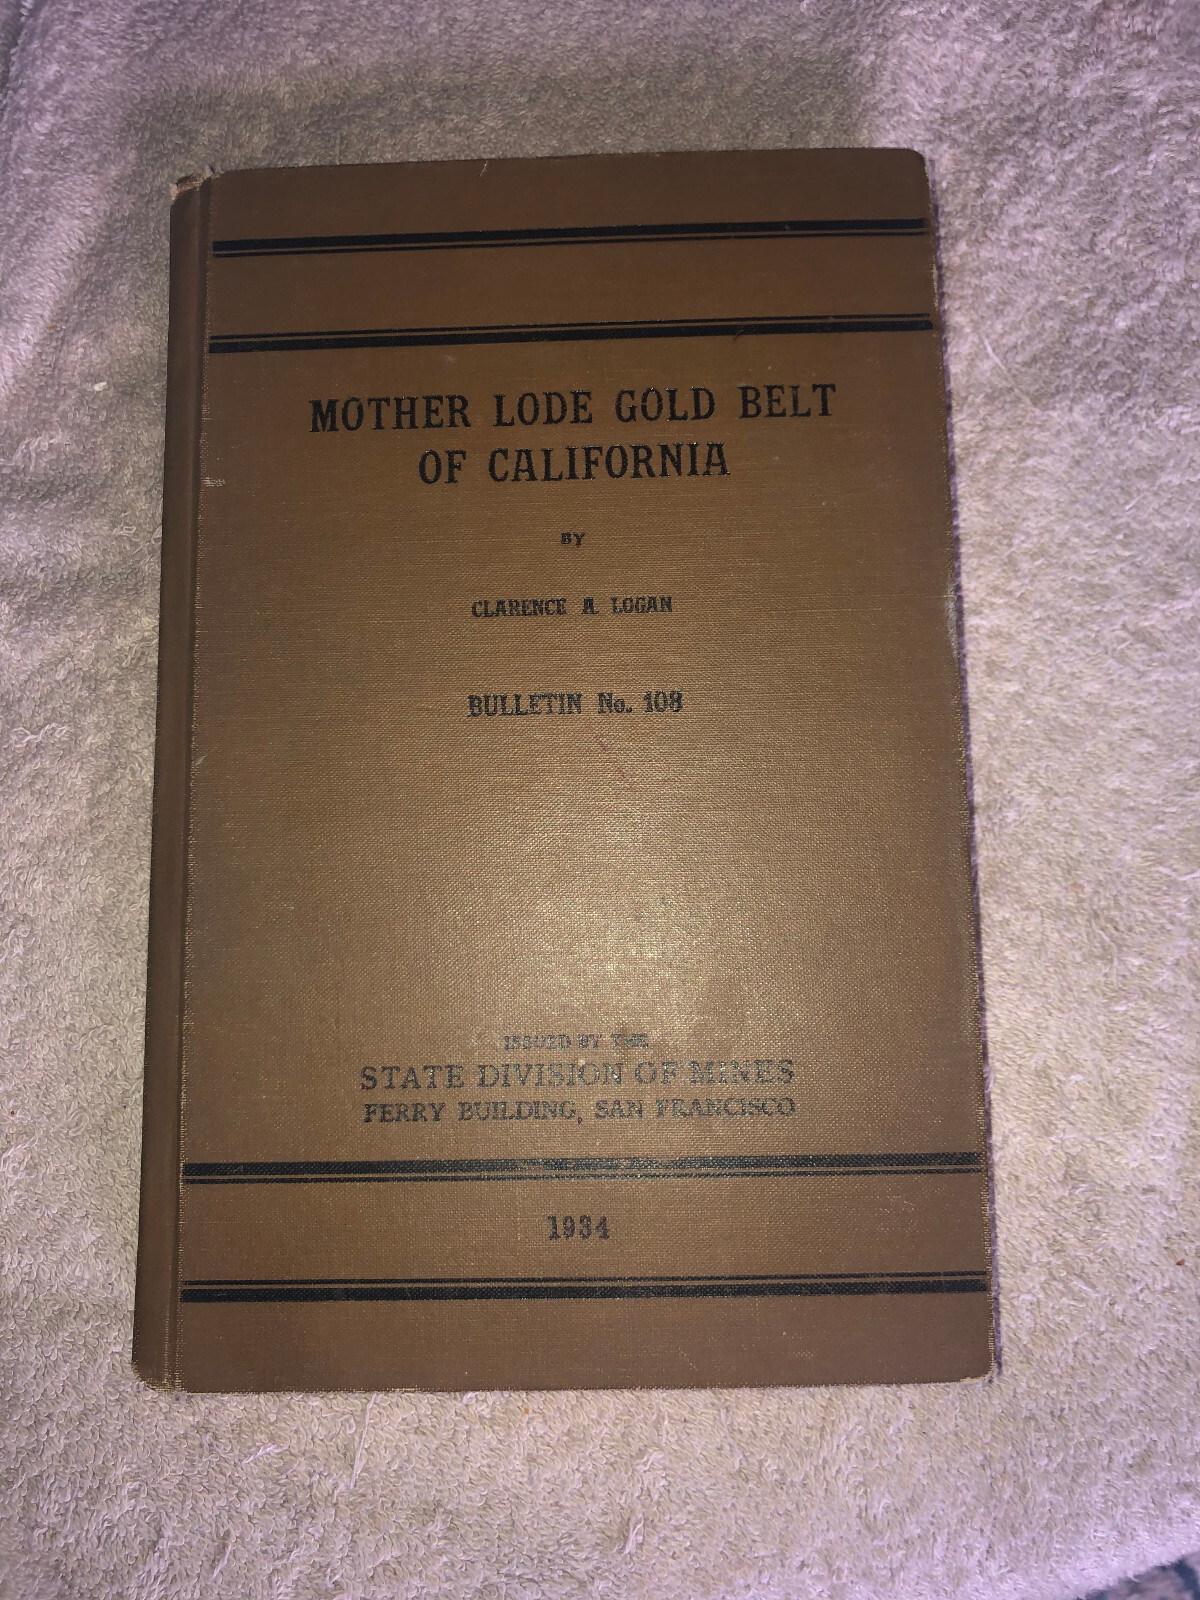 MOTHER LODE GOLD BELT
OF CALIFORNIA
BY
CLARENCE A. LOGAN
BULLETIN No. 108
ISSUED BY THE
STATE DIVISION OF MINES
FERRY BUILDING, SAN FRANCISCO
1934